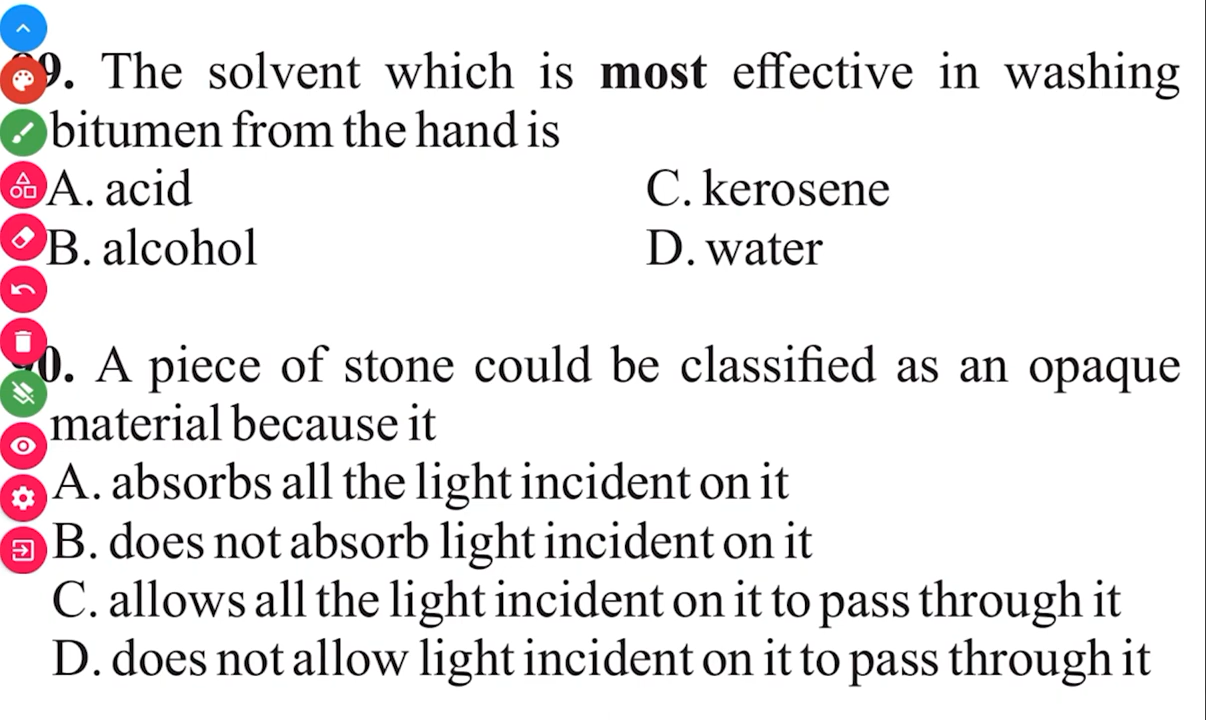 9. The solvent which is most effective in washing
bitumen from the hand is
A. acid C. kerosene
B. alcohol D. water
0. A piece of stone could be classified as an opaque
material because it
A. absorbs all the light incident on it
B. does not absorb light incident on it
C. allows all the light incident on it to pass through it
D. does not allow light incident on it to pass through it